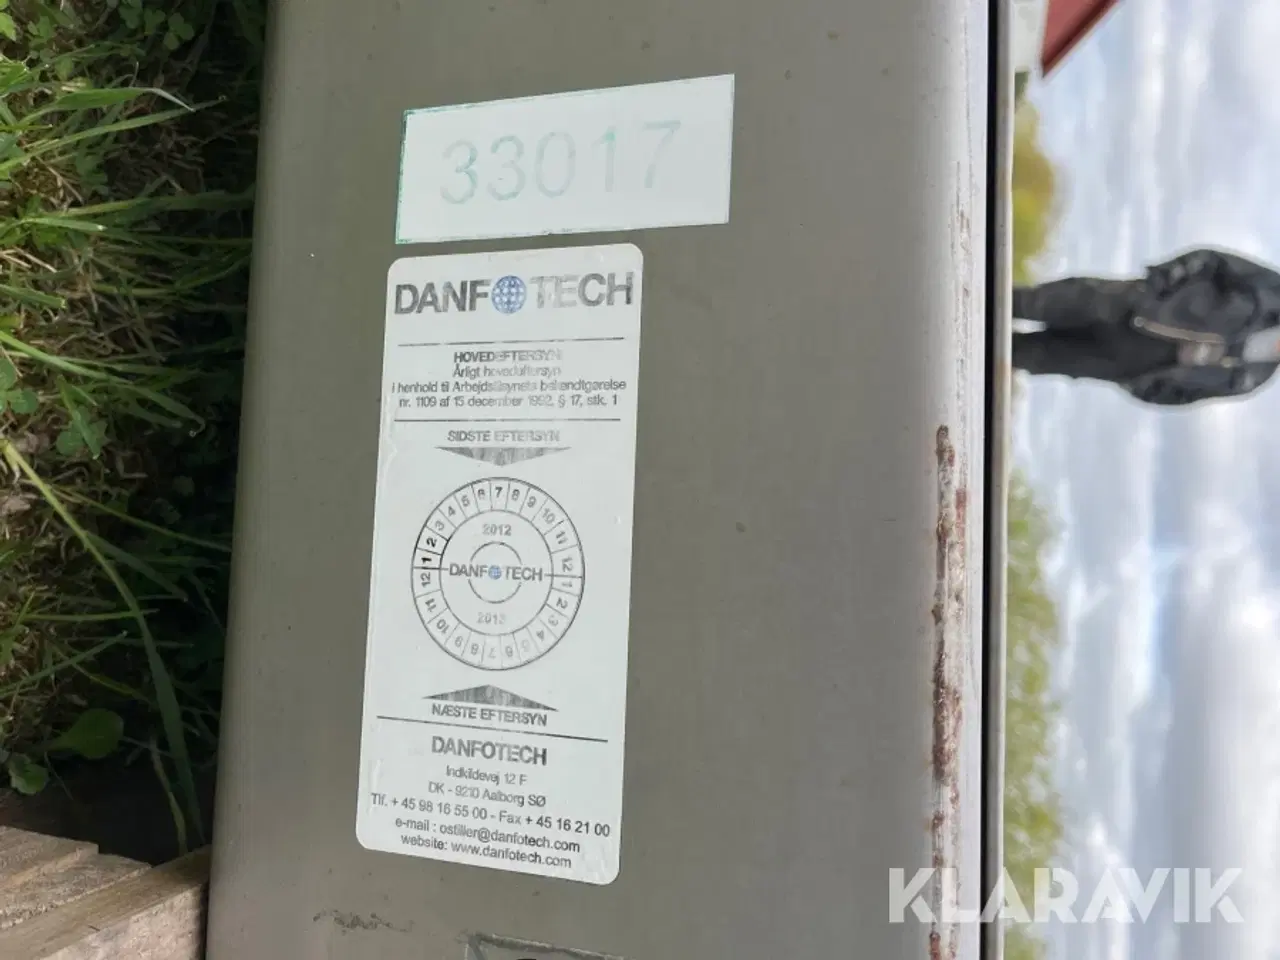 33017
DANFOTECH
HOVEDEFTERSYN
Årligt hovedeftersyn
i henhold til Arbejdstilsynets bekendtgørelse
nr. 1109 af 15 december 1992, § 17, stk. 1
SIDSTE EFTERSYN
1 2 3 4 5 6 7 8 9 10 11 12
2012
DANFOTECH
2013
12 11 10 9 8 7 6 5 4 3 2 1
NÆSTE EFTERSYN
DANFOTECH
Indkildevej 12 F
DK - 9210 Aalborg SØ
Tlf. + 45 98 16 55 00 - Fax + 45 16 21 00
e-mail : ostiller@danfotech.com
website: www.danfotech.com
KLARAVIK